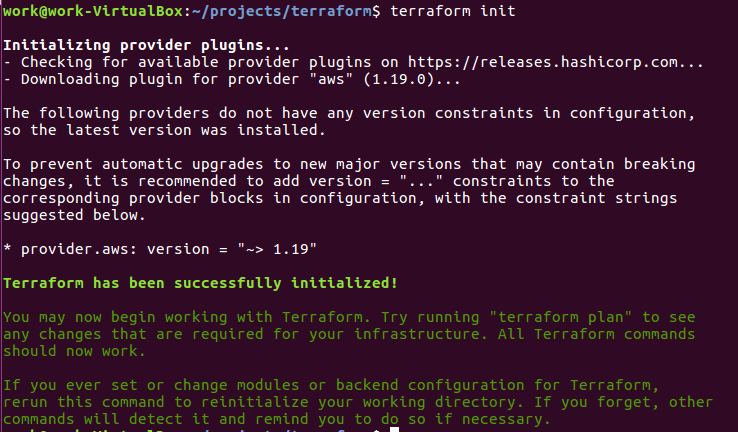 work@work-VirtualBox:~/projects/terraform$ terraform init
Initializing provider plugins...
- Checking for available provider plugins on https://releases.hashicorp.com...
- Downloading plugin for provider "aws" (1.19.0)...
The following providers do not have any version constraints in configuration,
so the latest version was installed.
To prevent automatic upgrades to new major versions that may contain breaking
changes, it is recommended to add version = "..." constraints to the
corresponding provider blocks in configuration, with the constraint strings
suggested below.
* provider.aws: version = "~> 1.19"
Terraform has been successfully initialized!
You may now begin working with Terraform. Try running "terraform plan" to see
any changes that are required for your infrastructure. All Terraform commands
should now work.
If you ever set or change modules or backend configuration for Terraform,
rerun this command to reinitialize your working directory. If you forget, other
commands will detect it and remind you to do so if necessary.
work@work-VirtualBox:~/projects/terraform$